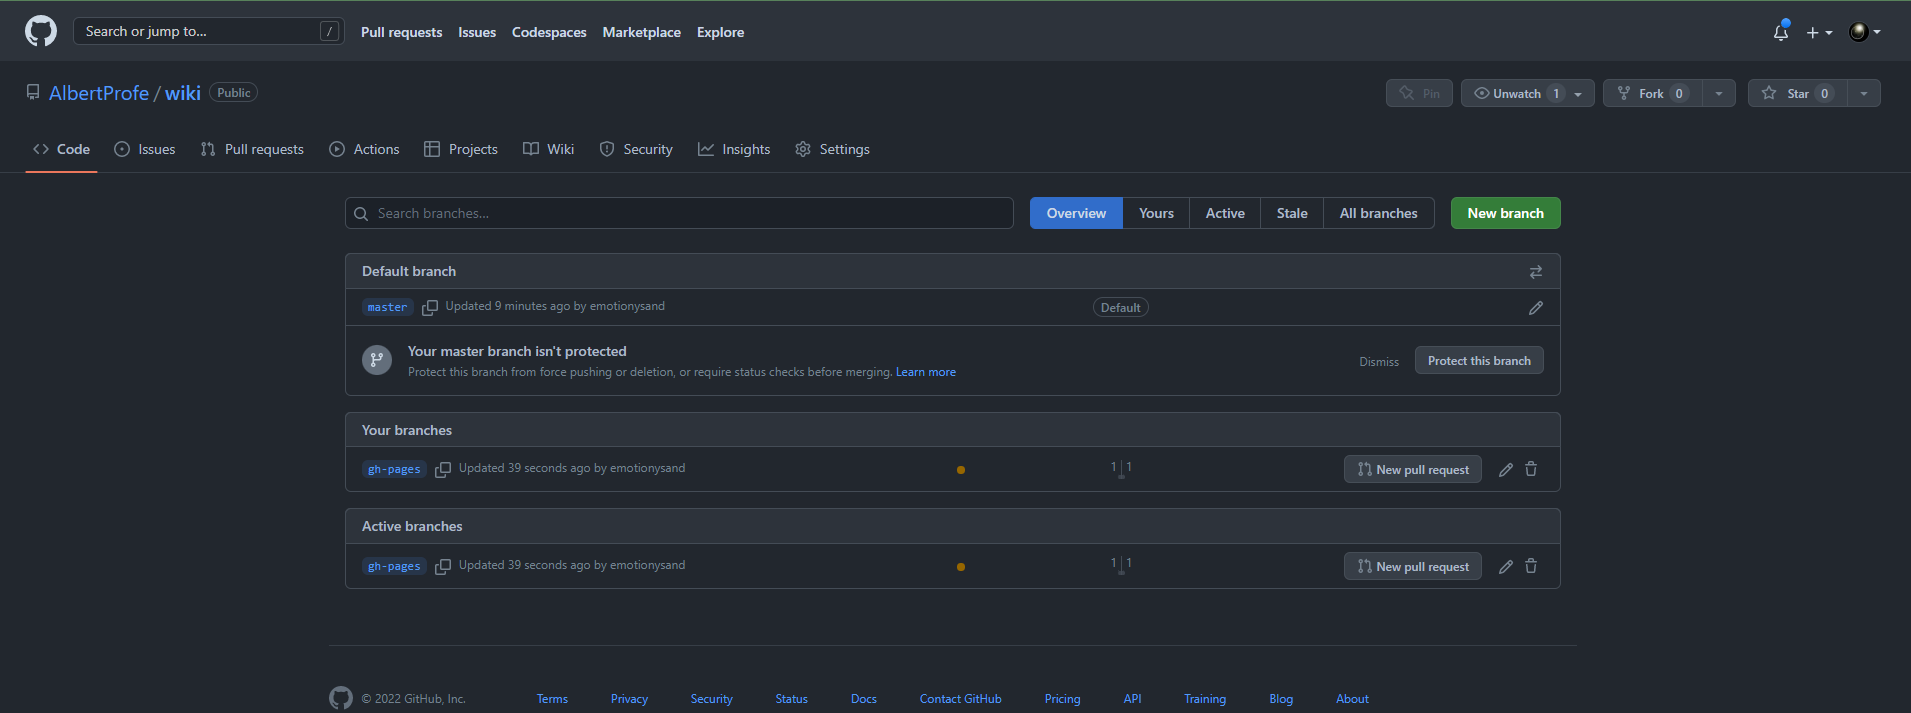 Search or jump to... / Pull requests Issues Codespaces Marketplace Explore
AlbertProfe / wiki Public Pin Unwatch 1 Fork 0 Star 0
Code Issues Pull requests Actions Projects Wiki Security Insights Settings
Search branches... Overview Yours Active Stale All branches New branch
Default branch
master Updated 9 minutes ago by emotionysand Default
Your master branch isn't protected
Protect this branch from force pushing or deletion, or require status checks before merging. Learn more
Dismiss Protect this branch
Your branches
gh-pages Updated 39 seconds ago by emotionysand 1 1 New pull request
Active branches
gh-pages Updated 39 seconds ago by emotionysand 1 1 New pull request
© 2022 GitHub, Inc. Terms Privacy Security Status Docs Contact GitHub Pricing API Training Blog About